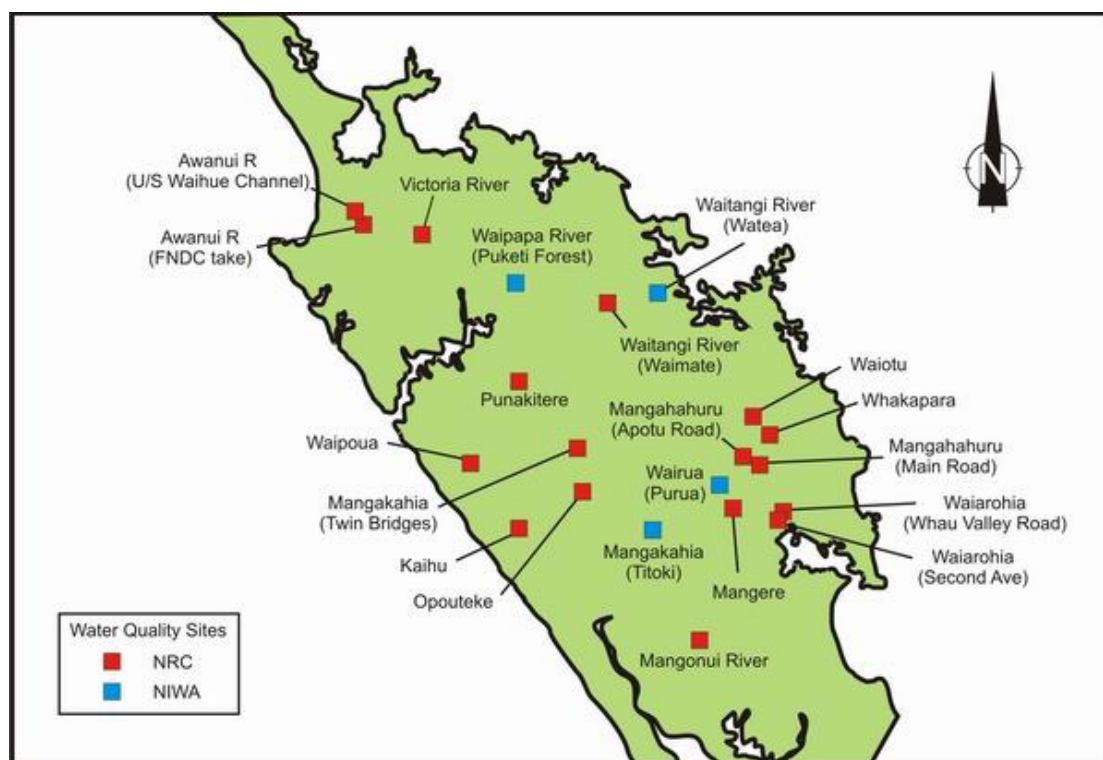 Awanui R
(U/S Waihue Channel)
Victoria River
Awanui R
(FNDC take)
Waipapa River
(Puketi Forest)
Waitangi River
(Watea)
N
Waitangi River
(Waimate)
Punakitere
Waiotu
Whakapara
Mangahahuru
(Apotu Road)
Mangahahuru
(Main Road)
Waipoua
Mangakahia
(Twin Bridges)
Wairua
(Purua)
Waiarohia
(Whau Valley Road)
Kaihu
Mangakahia
(Titoki)
Waiarohia
(Second Ave)
Opouteke
Mangere
Mangonui River
Water Quality Sites
NRC
NIWA